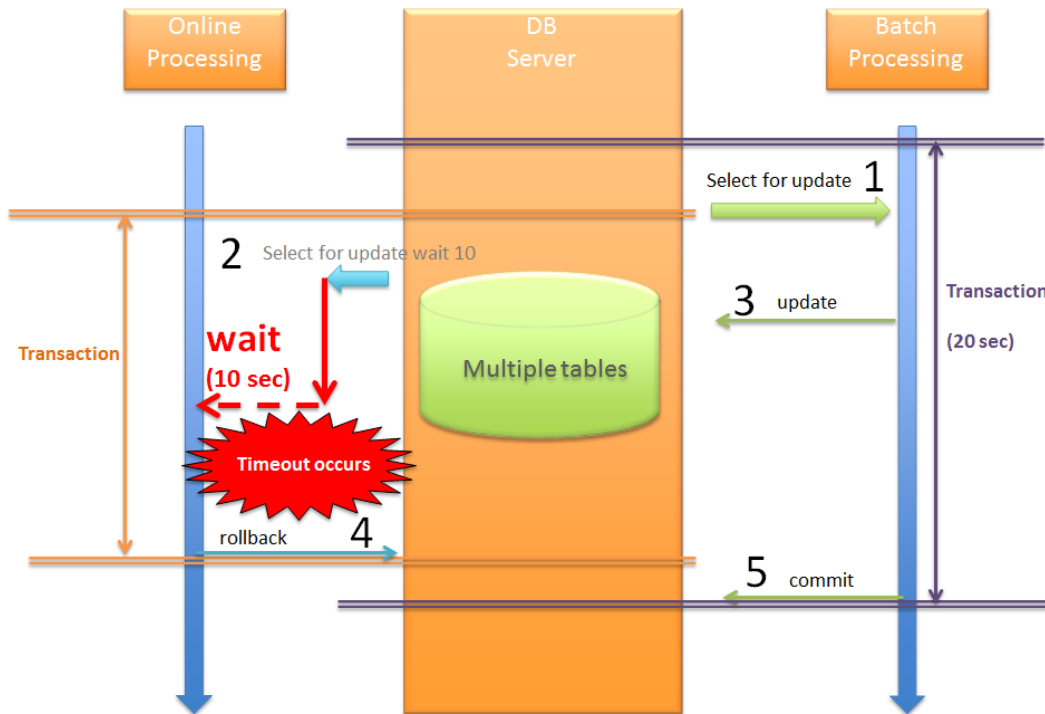 Online
Processing
DB
Server
Batch
Processing
Select for update 1
2 Select for update wait 10
3 update
Transaction
(20 sec)
wait
(10 sec)
Transaction
Multiple tables
Timeout occurs
rollback 4
5 commit